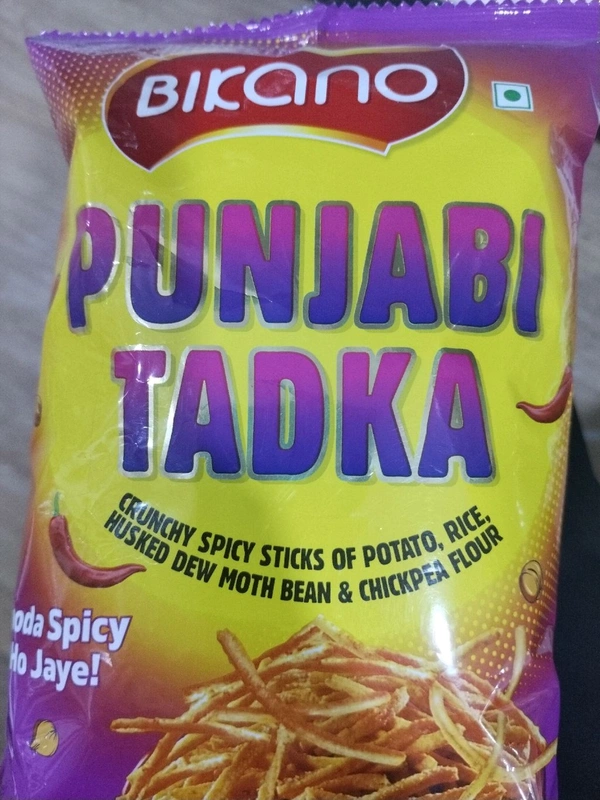 BIKANO
PUNJABI
TADKA
CRUNCHY SPICY STICKS OF POTATO, RICE,
HUSKED DEW MOTH BEAN & CHICKPEA FLOUR
Spicy
Jaye!